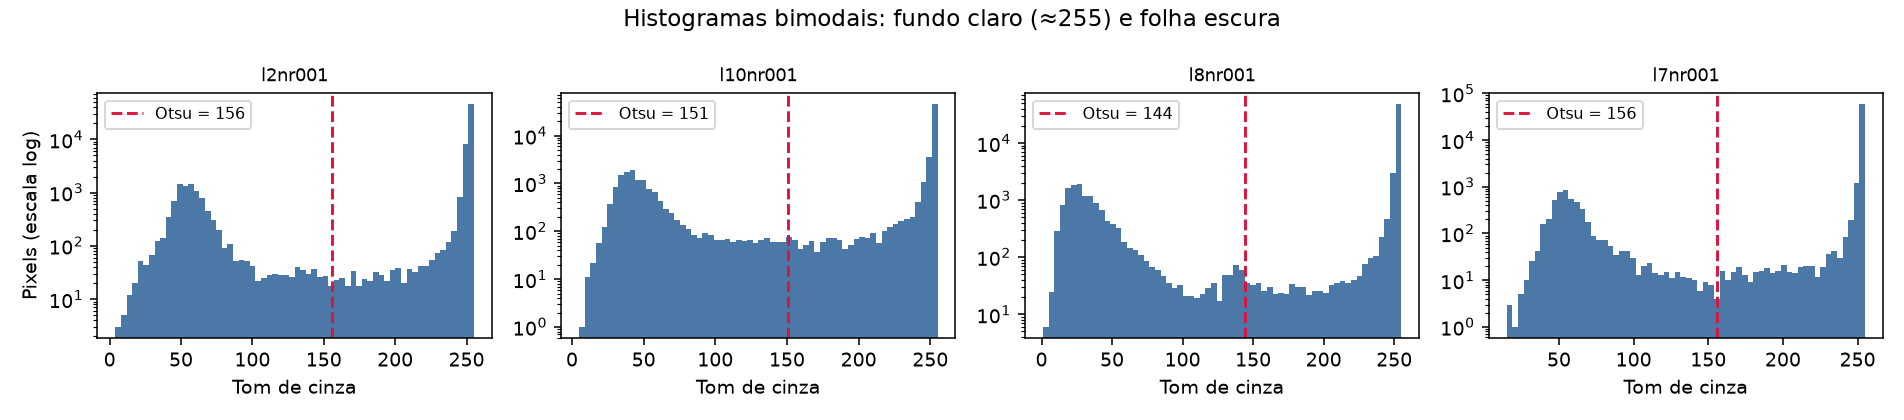 Histogramas bimodais: fundo claro (≈255) e folha escura
l2nr001
Otsu = 156
Pixels (escala log)
10^4
10^3
10^2
10^1
0 50 100 150 200 250
Tom de cinza
l10nr001
Otsu = 151
10^4
10^3
10^2
10^1
10^0
0 50 100 150 200 250
Tom de cinza
l8nr001
Otsu = 144
10^4
10^3
10^2
10^1
0 50 100 150 200 250
Tom de cinza
l7nr001
Otsu = 156
10^5
10^4
10^3
10^2
10^1
10^0
50 100 150 200 250
Tom de cinza